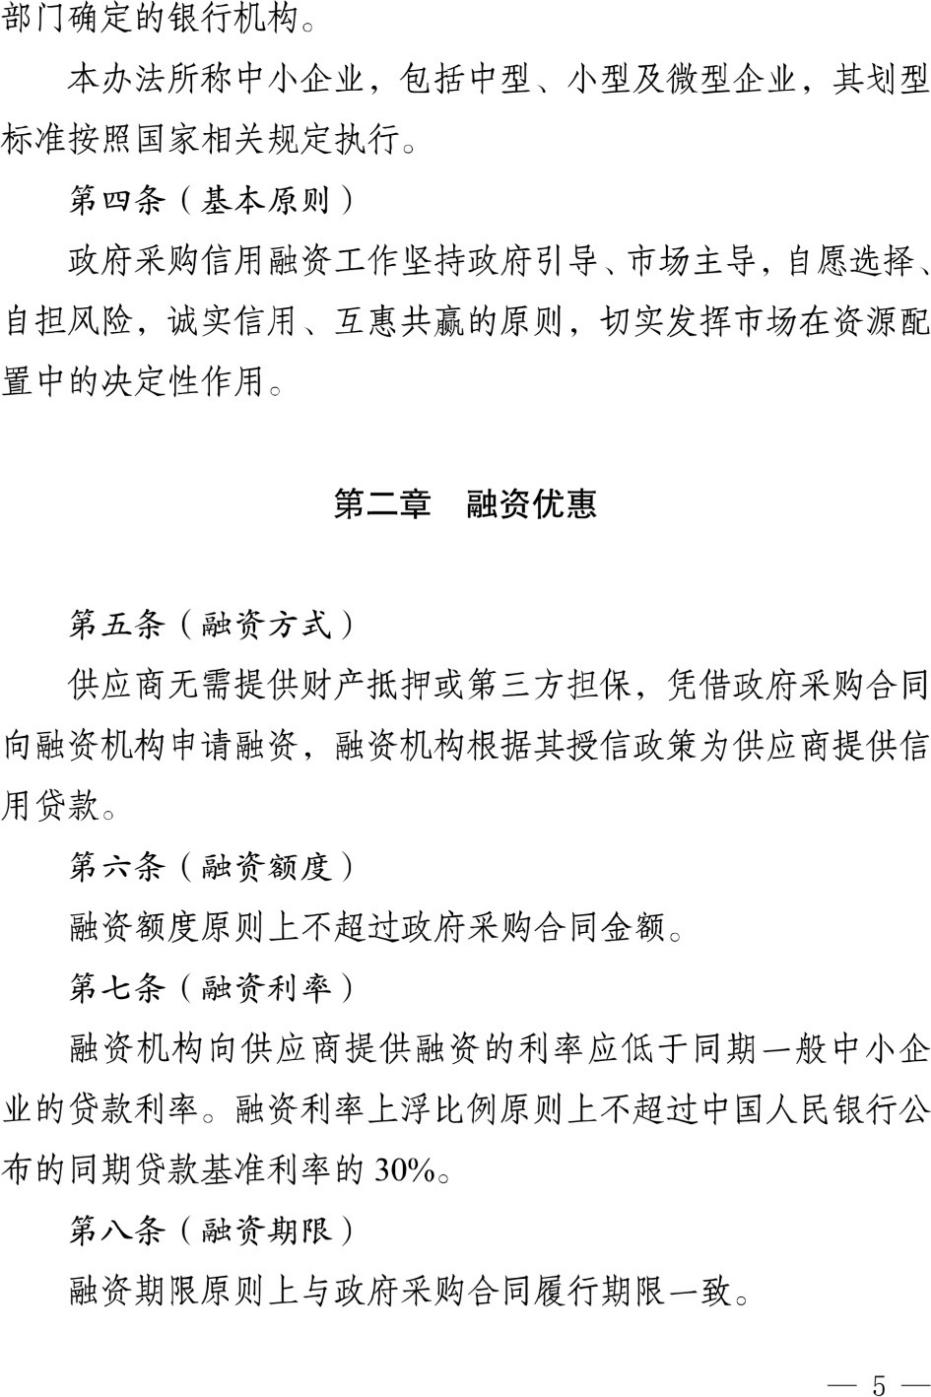 部门确定的银行机构。
本办法所称中小企业，包括中型、小型及微型企业，其划型
标准按照国家相关规定执行。
第四条（基本原则）
政府采购信用融资工作坚持政府引导、市场主导，自愿选择、
自担风险，诚实信用、互惠共赢的原则，切实发挥市场在资源配
置中的决定性作用。
第二章　融资优惠
第五条（融资方式）
供应商无需提供财产抵押或第三方担保，凭借政府采购合同
向融资机构申请融资，融资机构根据其授信政策为供应商提供信
用贷款。
第六条（融资额度）
融资额度原则上不超过政府采购合同金额。
第七条（融资利率）
融资机构向供应商提供融资的利率应低于同期一般中小企
业的贷款利率。融资利率上浮比例原则上不超过中国人民银行公
布的同期贷款基准利率的 30%。
第八条（融资期限）
融资期限原则上与政府采购合同履行期限一致。
— 5 —